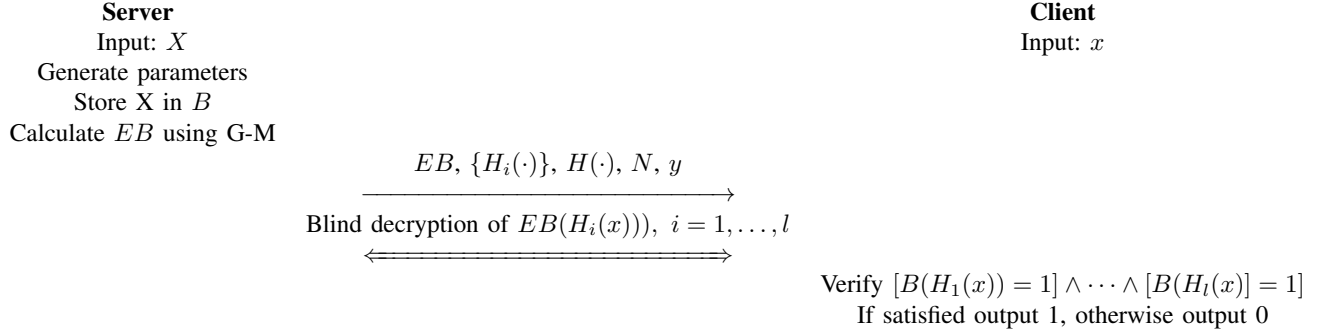 Server Client
Input: X Input: x
Generate parameters
Store X in B
Calculate EB using G-M
EB, {H_i(·)}, H(·), N, y
Blind decryption of EB(H_i(x))), i = 1, . . . , l
Verify [B(H_1(x)) = 1] ∧ · · · ∧ [B(H_l(x)] = 1]
If satisfied output 1, otherwise output 0